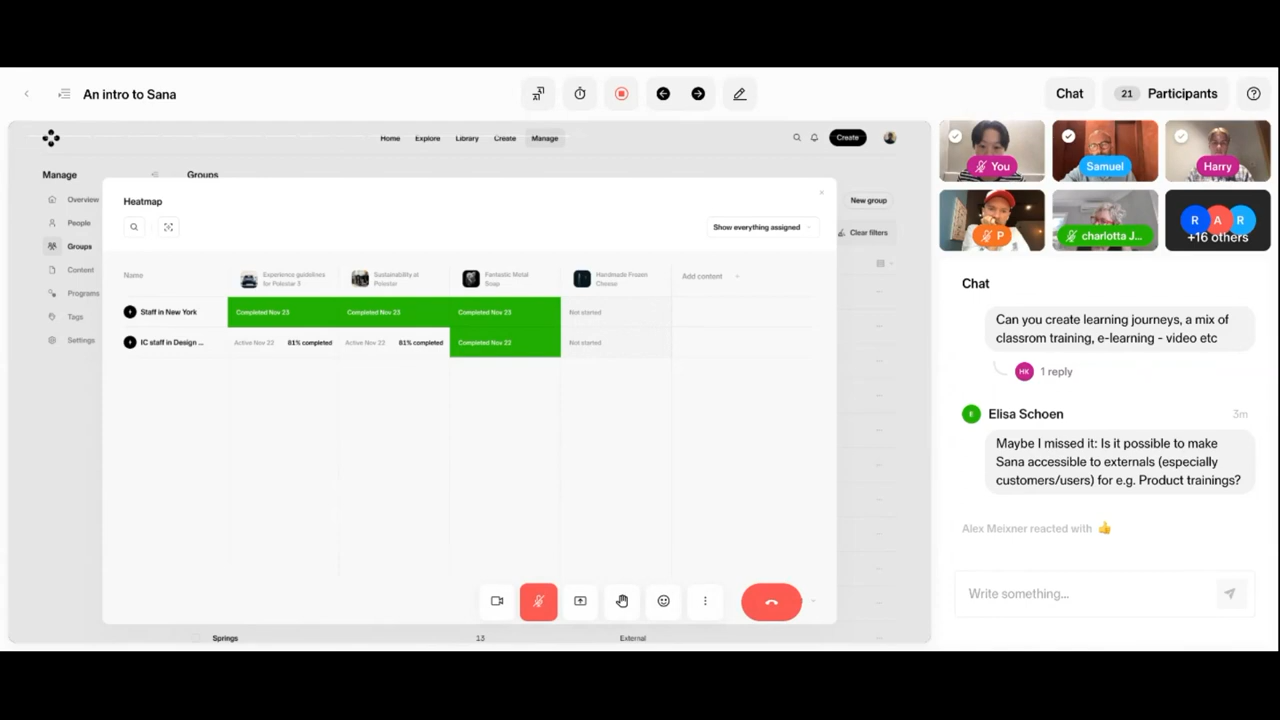 An intro to Sana
Chat
21 Participants
Home Explore Library Create Manage
Create
Manage
Groups
Overview
People
Groups
Content
Programs
Tags
Settings
New group
Clear filters
Heatmap
Show everything assigned
Name
Experience guidelines
for Polestar 3
Sustainability at
Polestar
Fantastic Metal
Soap
Handmade Frozen
Cheese
Add content
Staff in New York
Completed Nov 23
Completed Nov 23
Completed Nov 23
Not started
IC staff in Design ...
Active Nov 22 81% completed
Active Nov 22 81% completed
Completed Nov 22
Not started
Springs 13 External
You
Samuel
Harry
P
charlotta J...
R A R
+16 others
Chat
Can you create learning journeys, a mix of
classrom training, e-learning - video etc
HK 1 reply
E Elisa Schoen 3m
Maybe I missed it: Is it possible to make
Sana accessible to externals (especially
customers/users) for e.g. Product trainings?
Alex Meixner reacted with 👍
Write something...